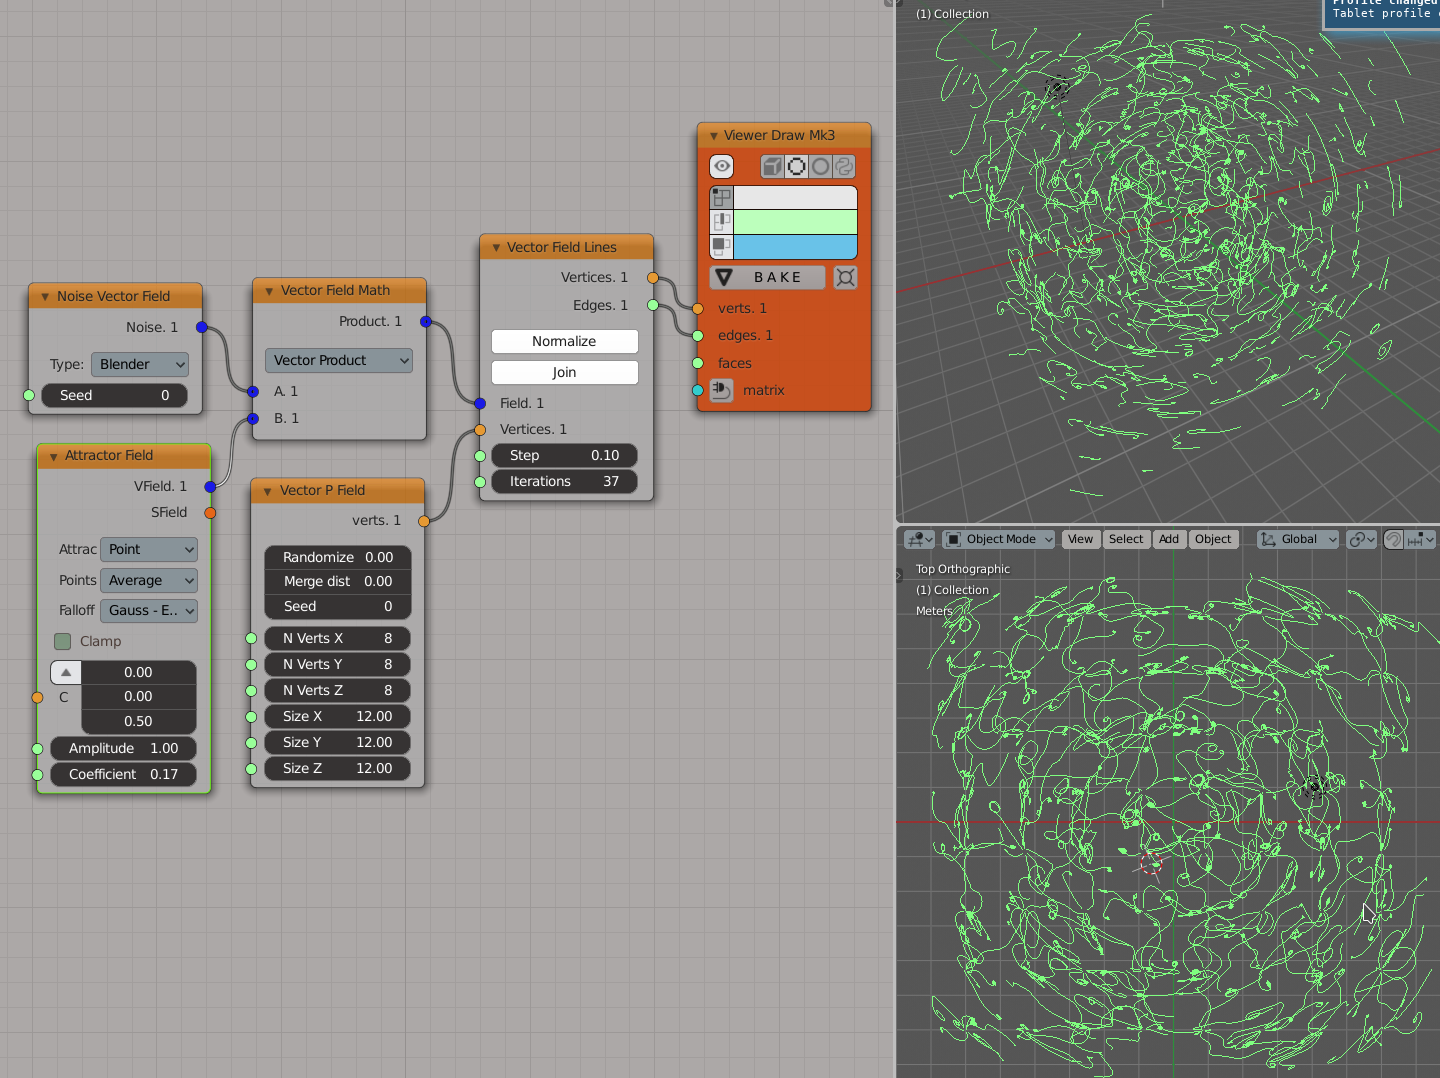 Noise Vector Field
Noise. 1
Type: Blender
Seed 0
Attractor Field
VField. 1
SField
Attrac Point
Points Average
Falloff Gauss - E..
Clamp
0.00
C 0.00
0.50
Amplitude 1.00
Coefficient 0.17
Vector Field Math
Product. 1
Vector Product
A. 1
B. 1
Vector P Field
verts. 1
Randomize 0.00
Merge dist 0.00
Seed 0
N Verts X 8
N Verts Y 8
N Verts Z 8
Size X 12.00
Size Y 12.00
Size Z 12.00
Vector Field Lines
Vertices. 1
Edges. 1
Normalize
Join
Field. 1
Vertices. 1
Step 0.10
Iterations 37
Viewer Draw Mk3
BAKE
verts. 1
edges. 1
faces
matrix
(1) Collection
Profile changed
Tablet profile
Object Mode View Select Add Object Global
Top Orthographic
(1) Collection
Meters